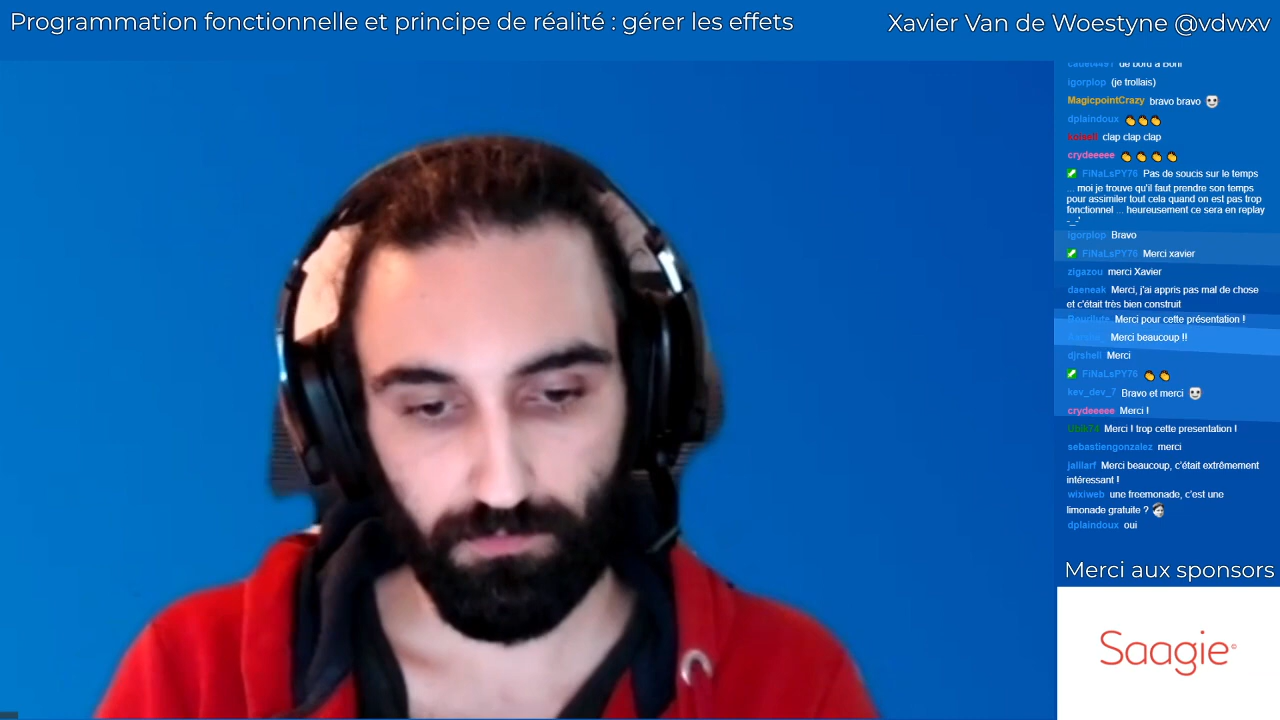 Programmation fonctionnelle et principe de réalité : gérer les effets
Xavier Van de Woestyne @vdwxv
de bord à Bohr
igorplop (je trollais)
MagicpointCrazy bravo bravo
dplaindoux
clap clap clap
crydeeeee
FiNaLsPY76 Pas de soucis sur le temps
... moi je trouve qu'il faut prendre son temps
pour assimiler tout cela quand on est pas trop
fonctionnel ... heureusement ce sera en replay
igorplop Bravo
FiNaLsPY76 Merci xavier
zigazou merci Xavier
daeneak Merci, j'ai appris pas mal de chose
et c'était très bien construit
Merci pour cette présentation !
Merci beaucoup !!
djrshell Merci
FiNaLsPY76
kev_dev_7 Bravo et merci
crydeeeee Merci !
Ubik74 Merci ! trop cette presentation !
sebastiengonzalez merci
jalilarf Merci beaucoup, c'était extrêmement
intéressant !
wixiweb une freemonade, c'est une
limonade gratuite ?
dplaindoux oui
Merci aux sponsors
Saagie